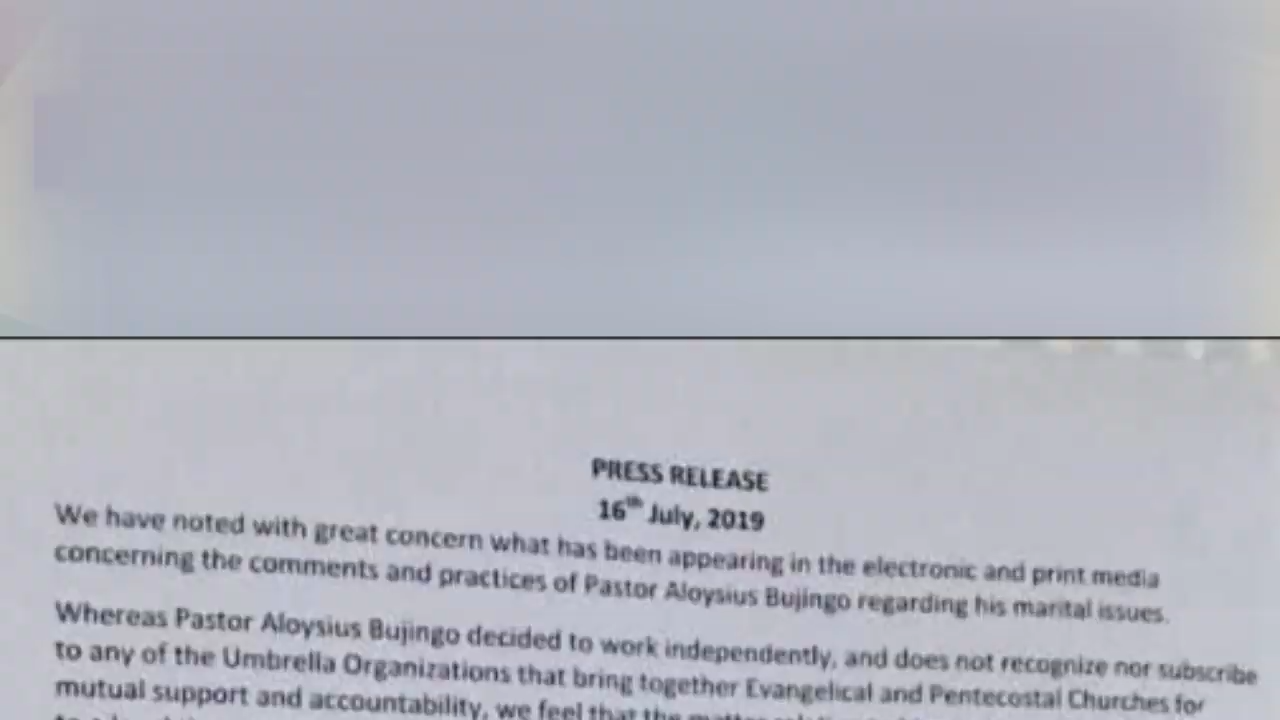 PRESS RELEASE
16th July, 2019
We have noted with great concern what has been appearing in the electronic and print media
concerning the comments and practices of Pastor Aloysius Bujingo regarding his marital issues.
Whereas Pastor Aloysius Bujingo decided to work independently, and does not recognize nor subscribe
to any of the Umbrella Organizations that bring together Evangelical and Pentecostal Churches for
mutual support and accountability, we feel that the